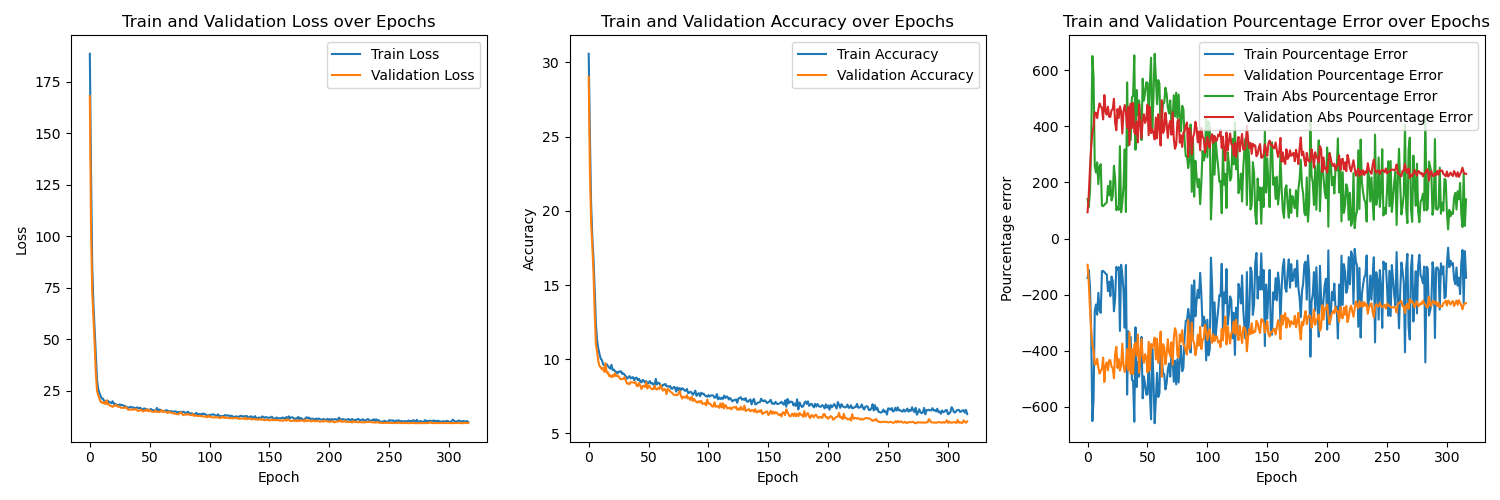 Train and Validation Loss over Epochs
Train Loss
Validation Loss
Loss
175
150
125
100
75
50
25
0 50 100 150 200 250 300
Epoch
Train and Validation Accuracy over Epochs
Train Accuracy
Validation Accuracy
Accuracy
30
25
20
15
10
5
0 50 100 150 200 250 300
Epoch
Train and Validation Pourcentage Error over Epochs
Train Pourcentage Error
Validation Pourcentage Error
Train Abs Pourcentage Error
Validation Abs Pourcentage Error
Pourcentage error
600
400
200
0
−200
−400
−600
0 50 100 150 200 250 300
Epoch